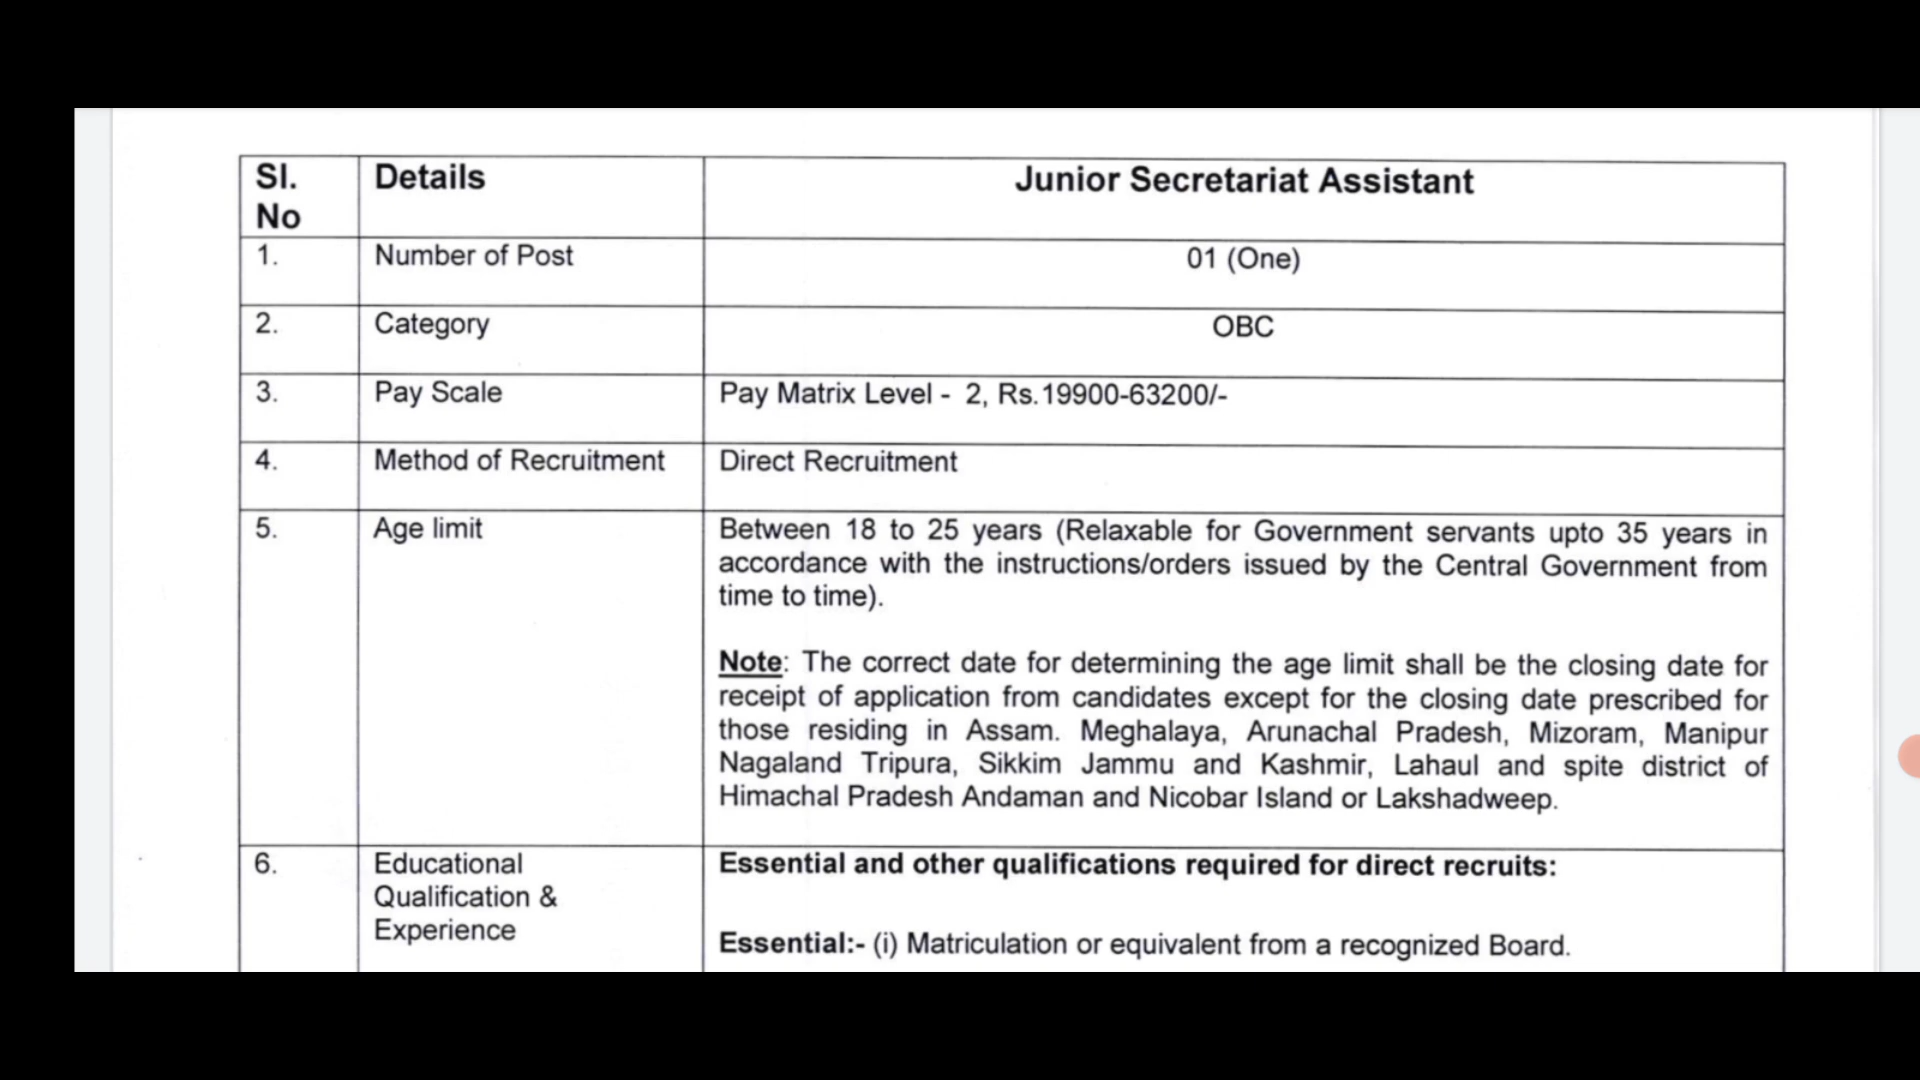 Sl. Details Junior Secretariat Assistant
No
1. Number of Post 01 (One)
2. Category OBC
3. Pay Scale Pay Matrix Level - 2, Rs.19900-63200/-
4. Method of Recruitment Direct Recruitment
5. Age limit Between 18 to 25 years (Relaxable for Government servants upto 35 years in
accordance with the instructions/orders issued by the Central Government from
time to time).
Note: The correct date for determining the age limit shall be the closing date for
receipt of application from candidates except for the closing date prescribed for
those residing in Assam. Meghalaya, Arunachal Pradesh, Mizoram, Manipur
Nagaland Tripura, Sikkim Jammu and Kashmir, Lahaul and spite district of
Himachal Pradesh Andaman and Nicobar Island or Lakshadweep.
6. Educational Essential and other qualifications required for direct recruits:
Qualification &
Experience
Essential:- (i) Matriculation or equivalent from a recognized Board.